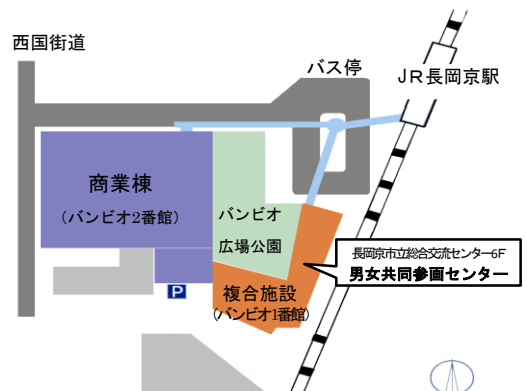 西国街道
バス停
JR長岡京駅
商業棟
(バンビオ2番館)
バンビオ
広場公園
長岡京市立総合交流センター6F
男女共同参画センター
複合施設
(バンビオ1番館)
P